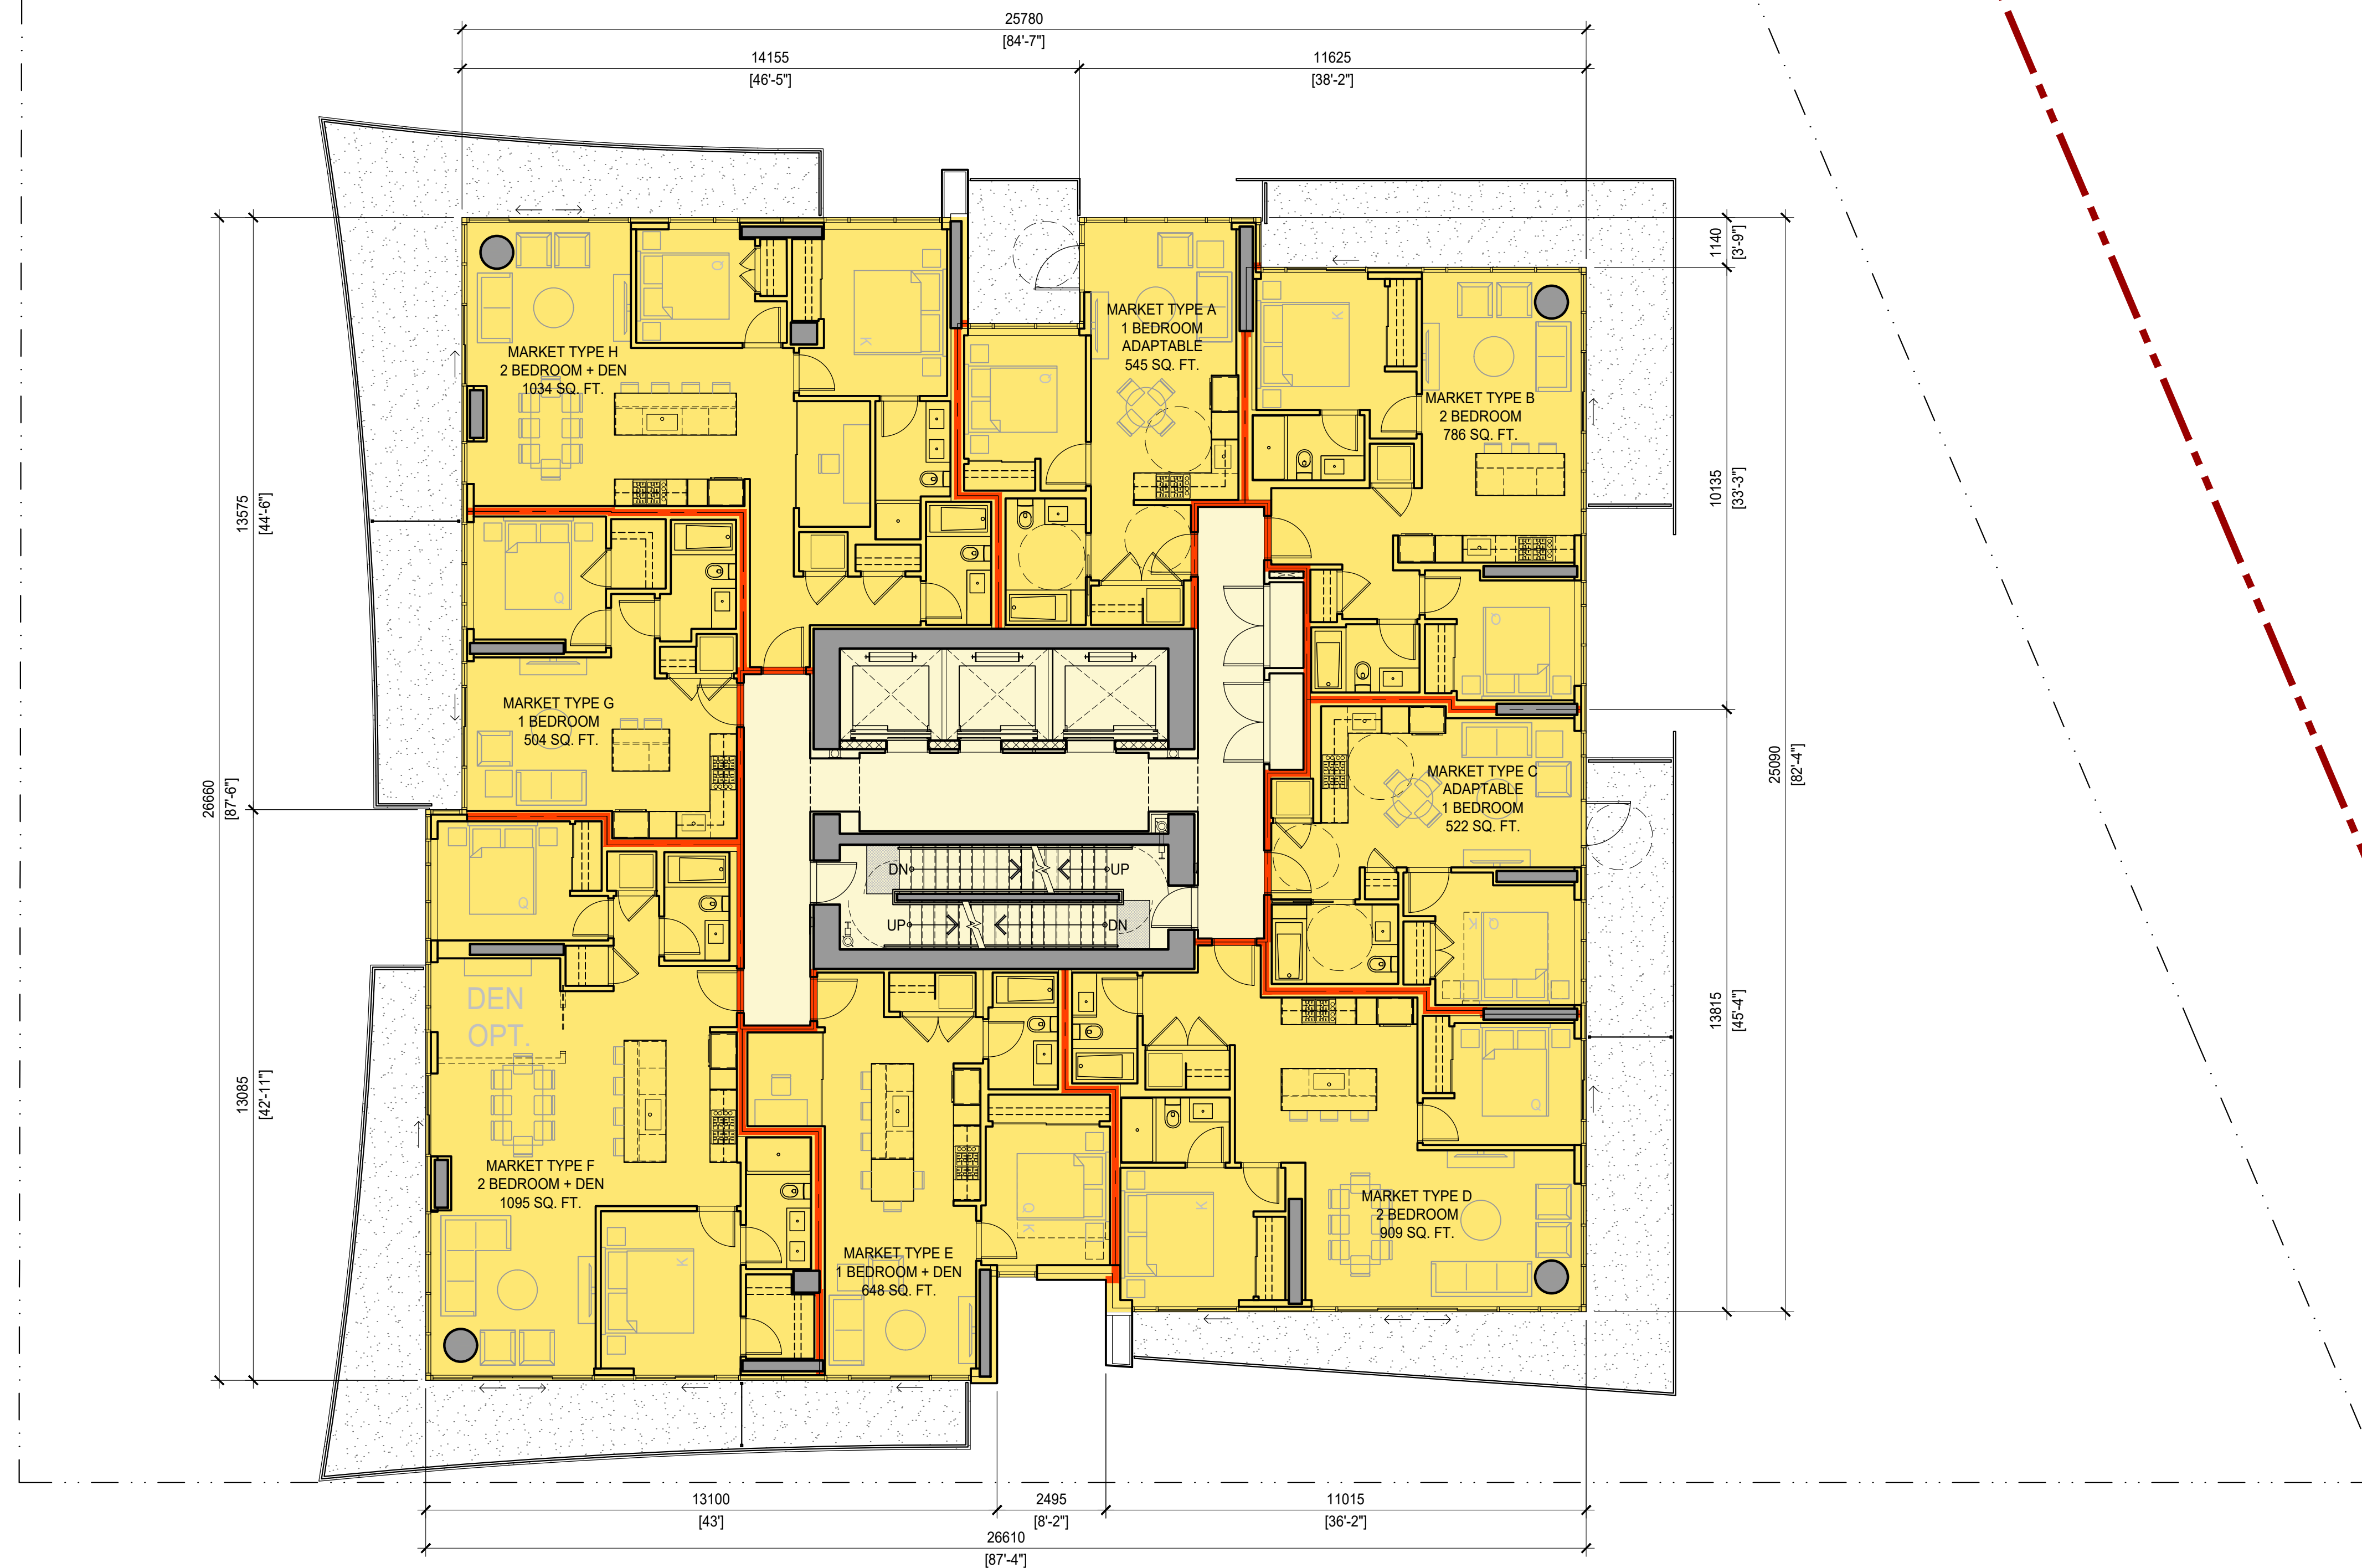 25780
[84'-7"]
14155
[46'-5"]
11625
[38'-2"]
1140
[3'-9"]
10135
[33'-3"]
25090
[82'-4"]
13815
[45'-4"]
26660
[87'-6"]
13575
[44'-6"]
13085
[42'-11"]
MARKET TYPE H
2 BEDROOM + DEN
1034 SQ. FT.
Q
K
MARKET TYPE A
1 BEDROOM
ADAPTABLE
545 SQ. FT.
Q
MARKET TYPE B
2 BEDROOM
786 SQ. FT.
K
Q
MARKET TYPE G
1 BEDROOM
504 SQ. FT.
Q
MARKET TYPE C
ADAPTABLE
1 BEDROOM
522 SQ. FT.
K
Q
DN
UP
UP
DN
DEN
OPT.
MARKET TYPE F
2 BEDROOM + DEN
1095 SQ. FT.
Q
K
MARKET TYPE E
1 BEDROOM + DEN
648 SQ. FT.
Q
K
MARKET TYPE D
2 BEDROOM
909 SQ. FT.
K
Q
13100
[43']
2495
[8'-2"]
11015
[36'-2"]
26610
[87'-4"]